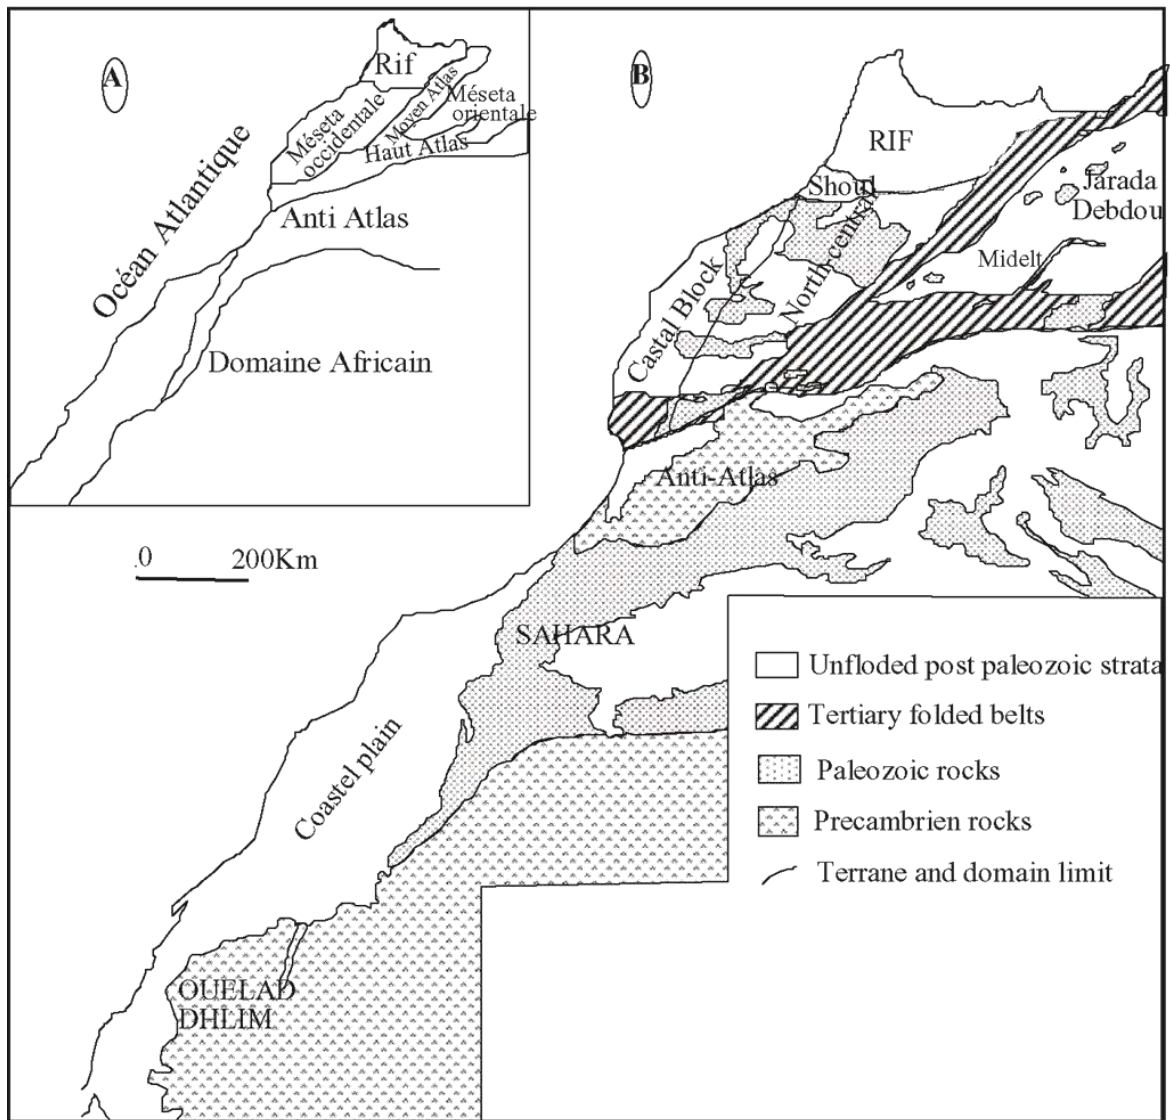 A
Rif
Moyen Atlas
Méseta
orientale
Méseta
occidentale
Haut Atlas
Océan Atlantique
Anti Atlas
Domaine Africain
B
RIF
Shoul
Jarada
Debdou
North-central
Midelt
Castal Block
Anti-Atlas
.0 200Km
SAHARA
Coastel plain
OUELAD
DHLIM
Unfloded post paleozoic strata
Tertiary folded belts
Paleozoic rocks
Precambrien rocks
Terrane and domain limit